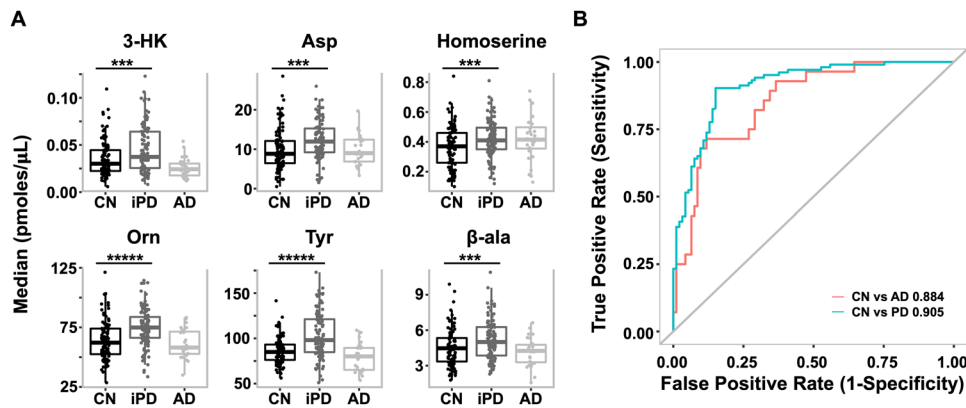 A
3-HK
Asp
Homoserine
***
***
***
0.10
0.05
0.00
20
10
0
0.8
0.6
0.4
0.2
CN iPD AD
CN iPD AD
CN iPD AD
Orn
Tyr
β-ala
*****
*****
***
125
75
25
150
100
50
9
6
3
CN iPD AD
CN iPD AD
CN iPD AD
Median (pmoles/µL)
B
1.00
0.75
0.50
0.25
0.00
True Positive Rate (Sensitivity)
CN vs AD 0.884
CN vs PD 0.905
0.00 0.25 0.50 0.75 1.00
False Positive Rate (1-Specificity)